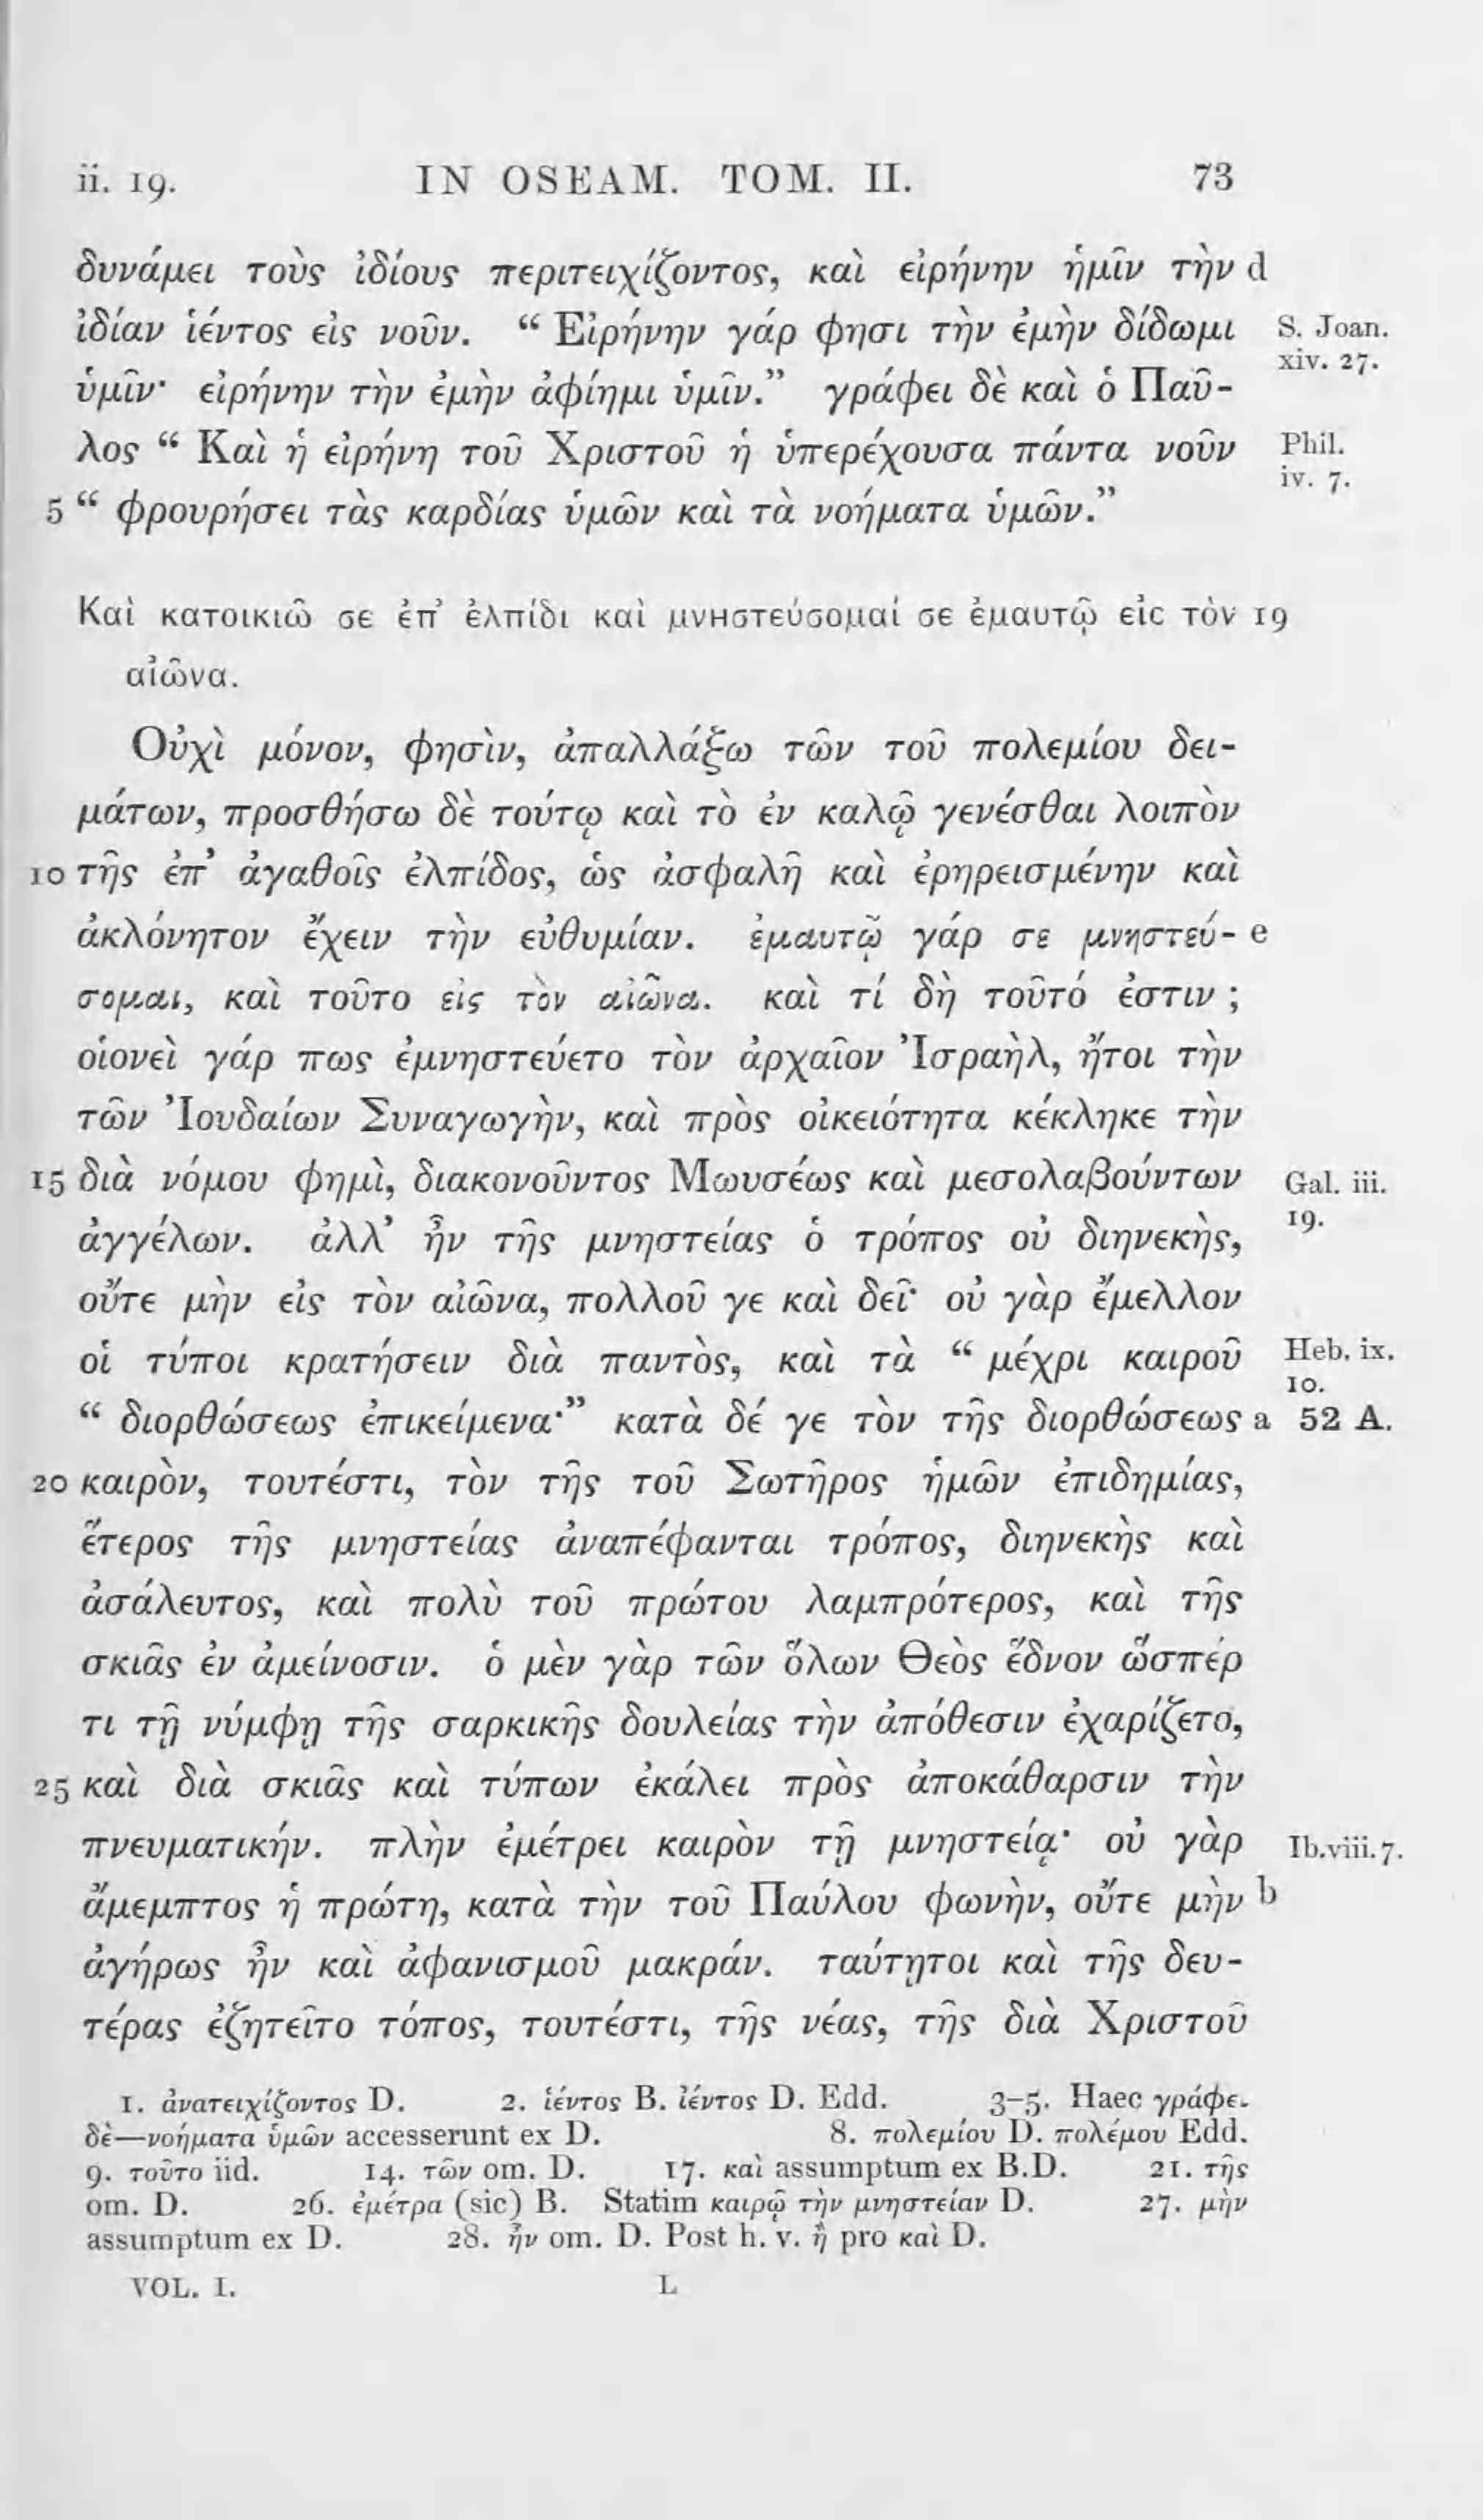 ii. 19. IN OSEAM. TOM. II. 73
δυνάμει τοὺς ἰδίους περιτειχίζοντος, καὶ εἰρήνην ἡμῖν τὴν d
ἰδίαν ἱέντος εἰς νοῦν. “ Εἰρήνην γάρ φησι τὴν ἐμὴν δίδωμι S. Joan. xiv. 27.
ὑμῖν· εἰρήνην τὴν ἐμὴν ἀφίημι ὑμῖν.” γράφει δὲ καὶ ὁ Παῦ-
λος “ Καὶ ἡ εἰρήνη τοῦ Χριστοῦ ἡ ὑπερέχουσα πάντα νοῦν Phil. iv. 7.
5 “ φρουρήσει τὰς καρδίας ὑμῶν καὶ τὰ νοήματα ὑμῶν.”
Καὶ κατοικιῶ σε ἐπ’ ἐλπίδι καὶ μνηστεύσομαί σε ἐμαυτῷ εἰς τὸν 19
αἰῶνα.
Οὐχὶ μόνον, φησὶν, ἀπαλλάξω τῶν τοῦ πολεμίου δει-
μάτων, προσθήσω δὲ τούτῳ καὶ τὸ ἐν καλῷ γενέσθαι λοιπὸν
10 τῆς ἐπ’ ἀγαθοῖς ἐλπίδος, ὡς ἀσφαλῆ καὶ ἐρηρεισμένην καὶ
ἀκλόνητον ἔχειν τὴν εὐθυμίαν. ἐμαυτῷ γάρ σε μνηστεύ- e
σομαι, καὶ τοῦτο εἰς τὸν αἰῶνα. καὶ τί δὴ τοῦτό ἐστιν ;
οἱονεὶ γάρ πως ἐμνηστεύετο τὸν ἀρχαῖον Ἰσραὴλ, ἤτοι τὴν
τῶν Ἰουδαίων Συναγωγὴν, καὶ πρὸς οἰκειότητα κέκληκε τὴν
15 διὰ νόμου φημὶ, διακονοῦντος Μωυσέως καὶ μεσολαβούντων Gal. iii. 19.
ἀγγέλων. ἀλλ’ ἦν τῆς μνηστείας ὁ τρόπος οὐ διηνεκὴς,
οὔτε μὴν εἰς τὸν αἰῶνα, πολλοῦ γε καὶ δεῖ· οὐ γὰρ ἔμελλον
οἱ τύποι κρατήσειν διὰ παντὸς, καὶ τὰ “ μέχρι καιροῦ Heb. ix. 10.
“ διορθώσεως ἐπικείμενα·” κατὰ δέ γε τὸν τῆς διορθώσεως a 52 A.
20 καιρὸν, τουτέστι, τὸν τῆς τοῦ Σωτῆρος ἡμῶν ἐπιδημίας,
ἕτερος τῆς μνηστείας ἀναπέφανται τρόπος, διηνεκὴς καὶ
ἀσάλευτος, καὶ πολὺ τοῦ πρώτου λαμπρότερος, καὶ τῆς
σκιᾶς ἐν ἀμείνοσιν. ὁ μὲν γὰρ τῶν ὅλων Θεὸς ἕδνον ὥσπέρ
τι τῇ νύμφῃ τῆς σαρκικῆς δουλείας τὴν ἀπόθεσιν ἐχαρίζετο,
25 καὶ διὰ σκιᾶς καὶ τύπων ἐκάλει πρὸς ἀποκάθαρσιν τὴν
πνευματικήν. πλὴν ἐμέτρει καιρὸν τῇ μνηστείᾳ· οὐ γὰρ Ib.viii.7.
ἄμεμπτος ἡ πρώτη, κατὰ τὴν τοῦ Παύλου φωνὴν, οὔτε μὴν b
ἀγήρως ἦν καὶ ἀφανισμοῦ μακράν. ταύτῃτοι καὶ τῆς δευ-
τέρας ἐζητεῖτο τόπος, τουτέστι, τῆς νέας, τῆς διὰ Χριστοῦ
1. ἀνατειχίζοντος D. 2. ἱέντος B. ἰέντος D. Edd. 3–5. Haec γράφει
δὲ—νοήματα ὑμῶν accesserunt ex D. 8. πολεμίου D. πολέμου Edd.
9. τοῦτο iid. 14. τῶν om. D. 17. καὶ assumptum ex B.D. 21. τῆς
om. D. 26. ἐμέτρα (sic) B. Statim καιρῷ τὴν μνηστείαν D. 27. μὴν
assumptum ex D. 28. ἦν om. D. Post h. v. ἢ pro καὶ D.
VOL. I. L